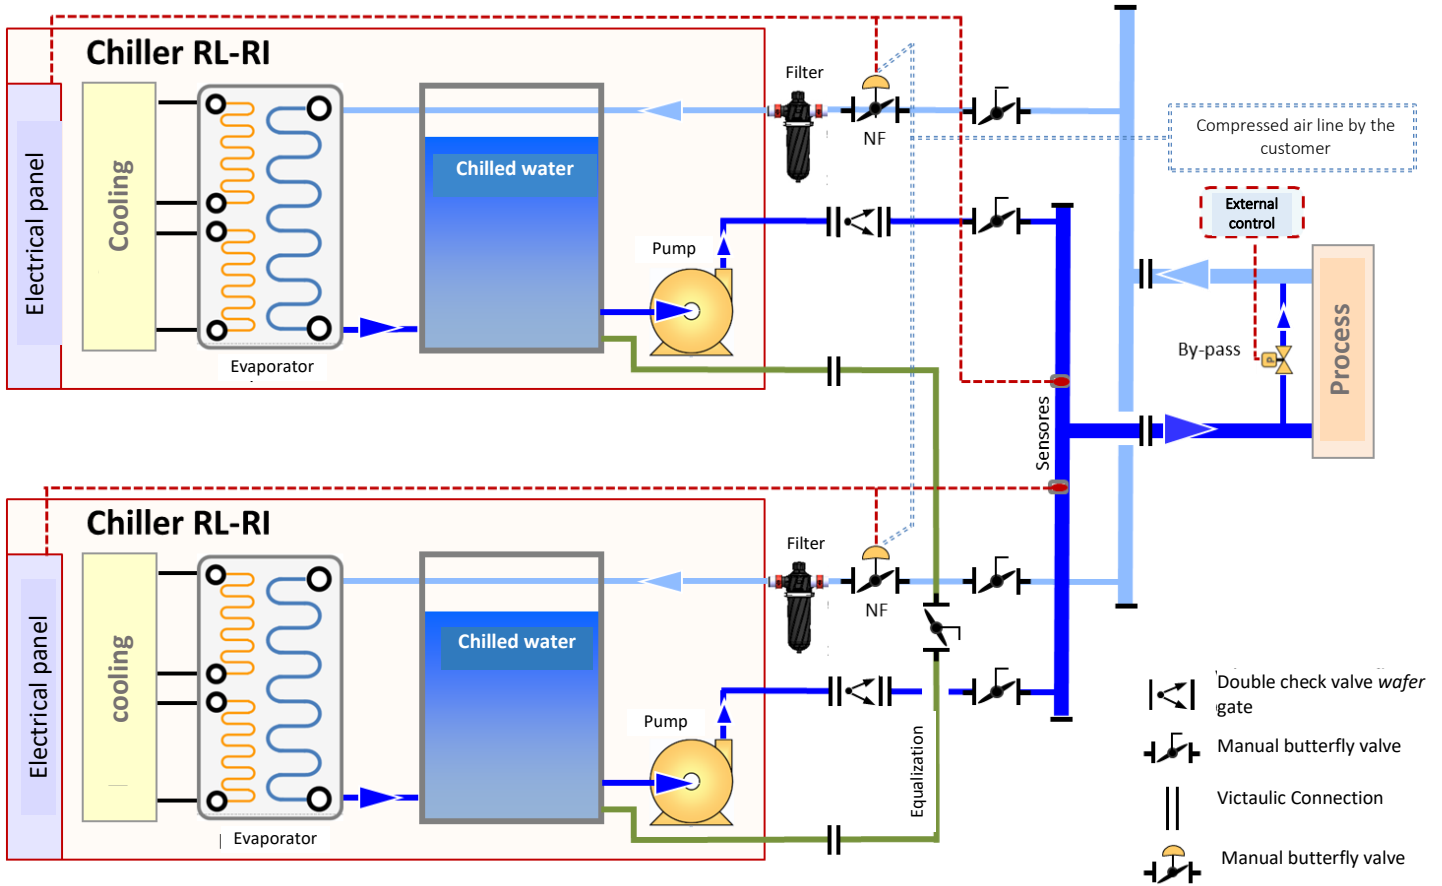 Chiller RL-RI
Electrical panel
Cooling
Evaporator
Chilled water
Pump
Filter
NF
Compressed air line by the
customer
External
control
By-pass
P
Process
Sensores
Chiller RL-RI
Electrical panel
cooling
Evaporator
Chilled water
Pump
Filter
NF
Equalization
Double check valve wafer
gate
Manual butterfly valve
Victaulic Connection
Manual butterfly valve